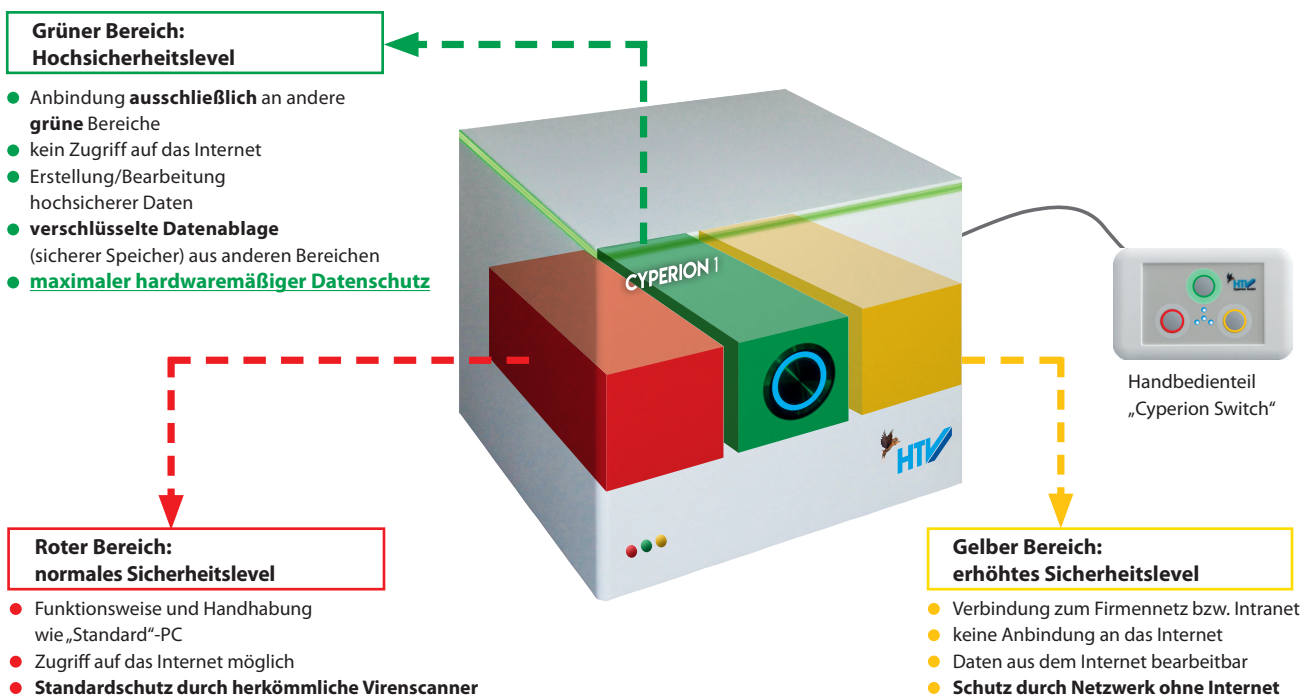 Grüner Bereich:
Hochsicherheitslevel
Anbindung ausschließlich an andere
grüne Bereiche
kein Zugriff auf das Internet
Erstellung/Bearbeitung
hochsicherer Daten
verschlüsselte Datenablage
(sicherer Speicher) aus anderen Bereichen
maximaler hardwaremäßiger Datenschutz
CYPERION 1
HTV
HTV
Handbedienteil
„Cyperion Switch“
Roter Bereich:
normales Sicherheitslevel
Funktionsweise und Handhabung
wie „Standard“-PC
Zugriff auf das Internet möglich
Standardschutz durch herkömmliche Virenscanner
Gelber Bereich:
erhöhtes Sicherheitslevel
Verbindung zum Firmennetz bzw. Intranet
keine Anbindung an das Internet
Daten aus dem Internet bearbeitbar
Schutz durch Netzwerk ohne Internet